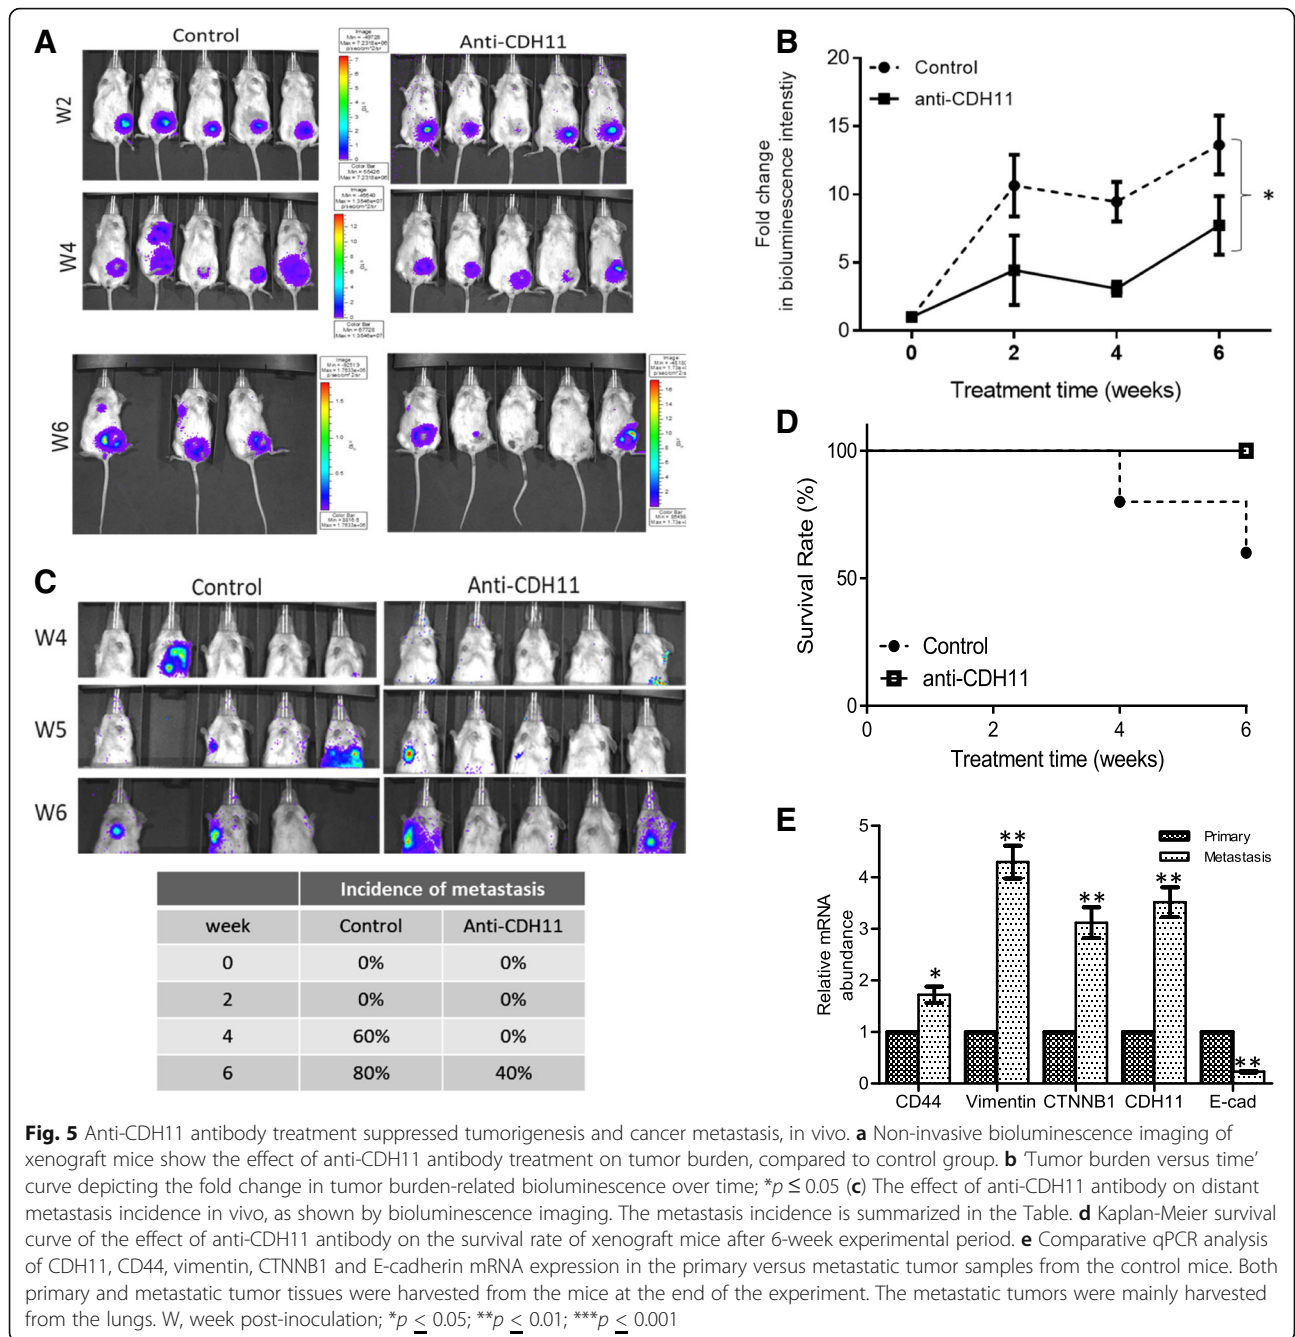 A
Control
Anti-CDH11
W2
W4
W6
B
Fold change
in bioluminescence intenstiy
20
15
10
5
0
Control
anti-CDH11
*
0 2 4 6
Treatment time (weeks)
C
Control
Anti-CDH11
W4
W5
W6
Incidence of metastasis
week Control Anti-CDH11
0 0% 0%
2 0% 0%
4 60% 0%
6 80% 40%
D
Survival Rate (%)
100
50
0
Control
anti-CDH11
0 2 4 6
Treatment time (weeks)
E
Relative mRNA
abundance
5
4
3
2
1
0
Primary
Metastasis
* ** ** ** **
CD44 Vimentin CTNNB1 CDH11 E-cad
Fig. 5 Anti-CDH11 antibody treatment suppressed tumorigenesis and cancer metastasis, in vivo. a Non-invasive bioluminescence imaging of
xenograft mice show the effect of anti-CDH11 antibody treatment on tumor burden, compared to control group. b ‘Tumor burden versus time’
curve depicting the fold change in tumor burden-related bioluminescence over time; *p ≤ 0.05 (c) The effect of anti-CDH11 antibody on distant
metastasis incidence in vivo, as shown by bioluminescence imaging. The metastasis incidence is summarized in the Table. d Kaplan-Meier survival
curve of the effect of anti-CDH11 antibody on the survival rate of xenograft mice after 6-week experimental period. e Comparative qPCR analysis
of CDH11, CD44, vimentin, CTNNB1 and E-cadherin mRNA expression in the primary versus metastatic tumor samples from the control mice. Both
primary and metastatic tumor tissues were harvested from the mice at the end of the experiment. The metastatic tumors were mainly harvested
from the lungs. W, week post-inoculation; *p < 0.05; **p < 0.01; ***p < 0.001